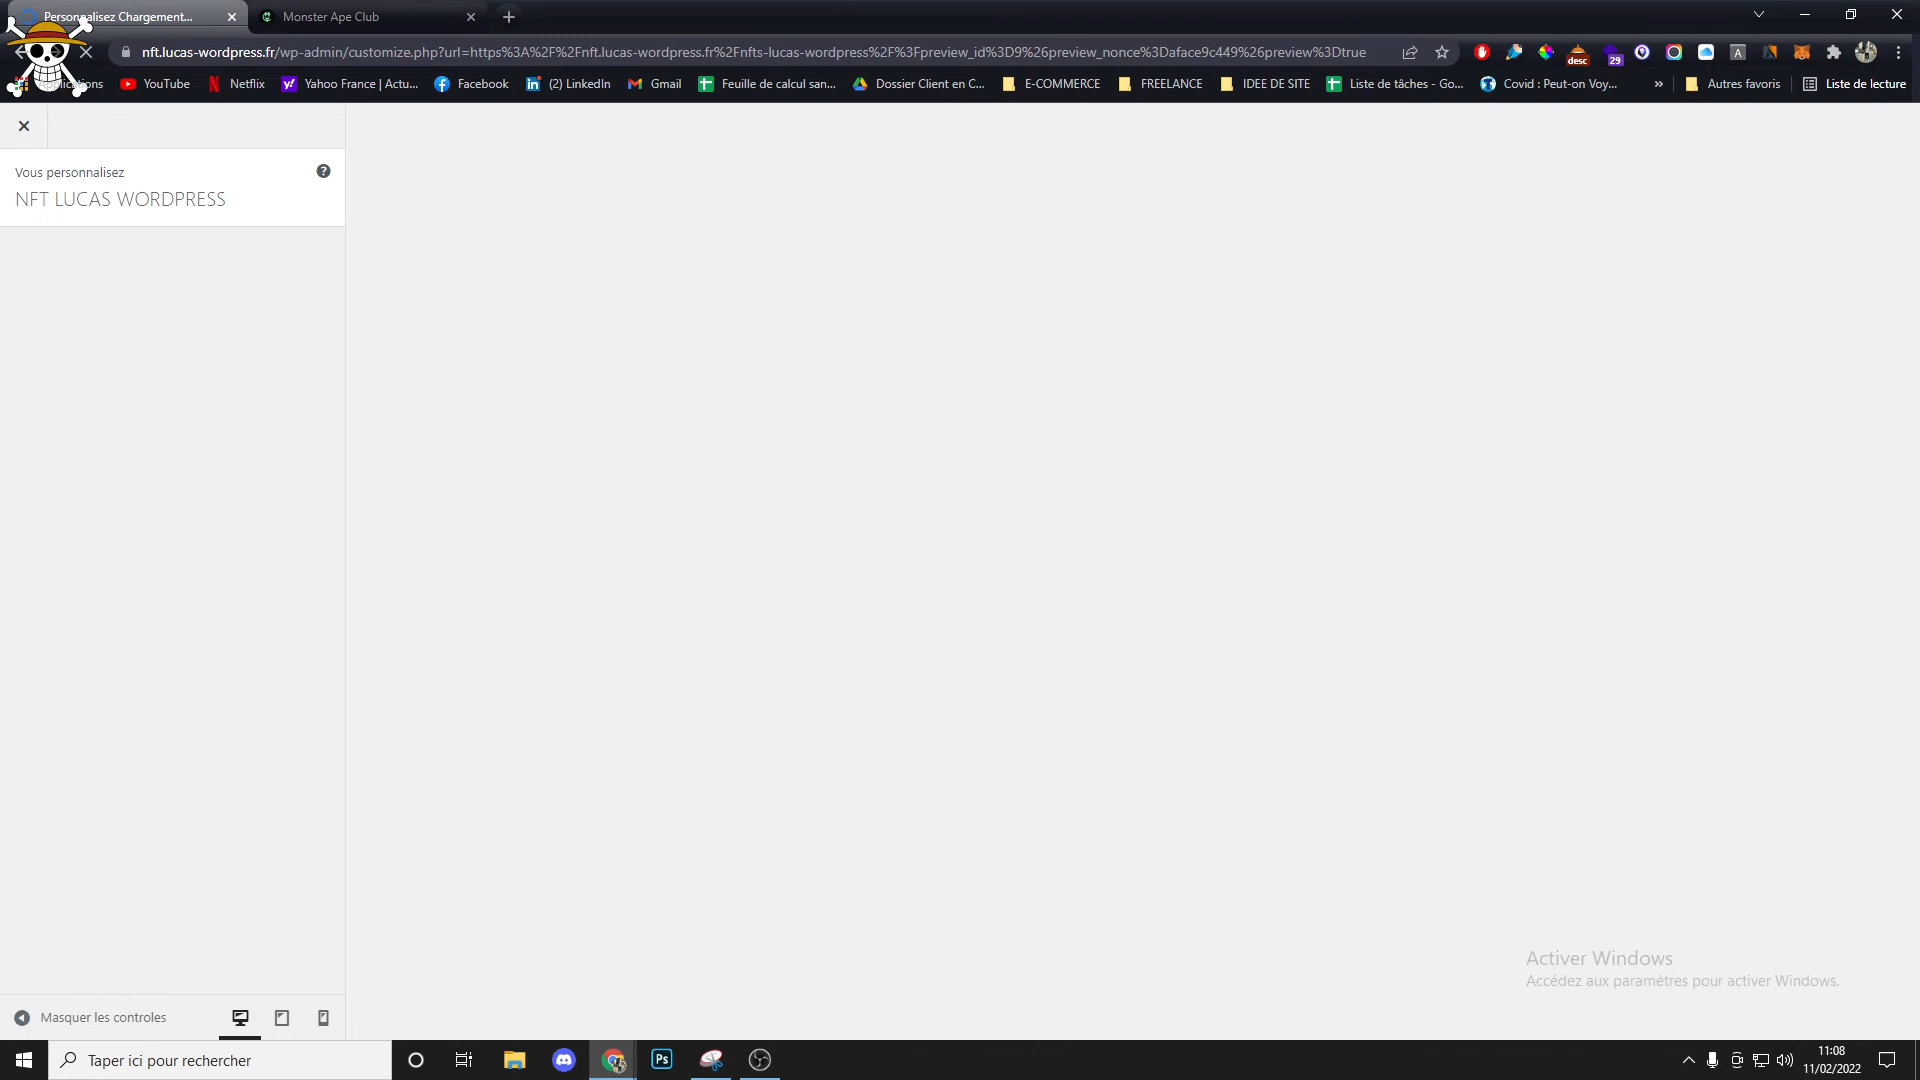 Personnalisez Chargement...
Monster Ape Club
nft.lucas-wordpress.fr/wp-admin/customize.php?url=https%3A%2F%2Fnft.lucas-wordpress.fr%2Fnfts-lucas-wordpress%2F%3Fpreview_id%3D9%26preview_nonce%3Daface9c449%26preview%3Dtrue
desc
29
A
YouTube
Netflix
Yahoo France | Actu...
Facebook
(2) LinkedIn
Gmail
Feuille de calcul san...
Dossier Client en C...
E-COMMERCE
FREELANCE
IDEE DE SITE
Liste de tâches - Go...
Covid : Peut-on Voy...
»
Autres favoris
Liste de lecture
Vous personnalisez
NFT LUCAS WORDPRESS
Activer Windows
Accédez aux paramètres pour activer Windows.
Masquer les controles
Taper ici pour rechercher
Ps
11:08
11/02/2022